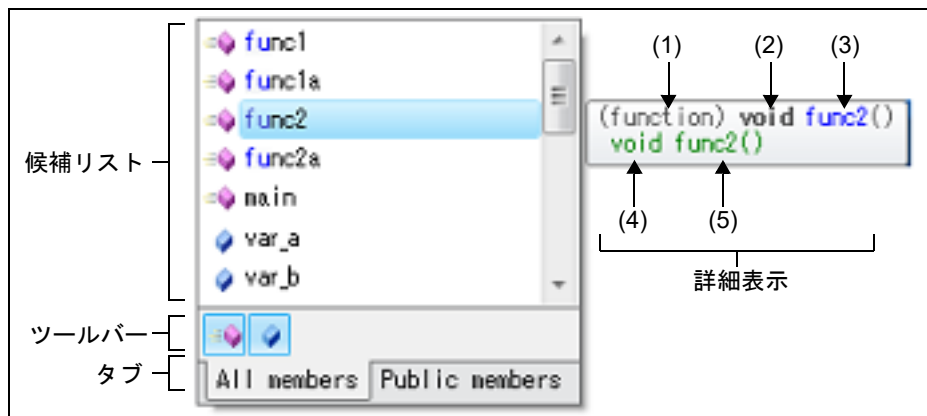 候補リスト
func1
func1a
func2
func2a
main
var_a
var_b
ツールバー
タブ
All members
Public members
(1)
(2)
(3)
(function) void func2()
void func2()
(4)
(5)
詳細表示